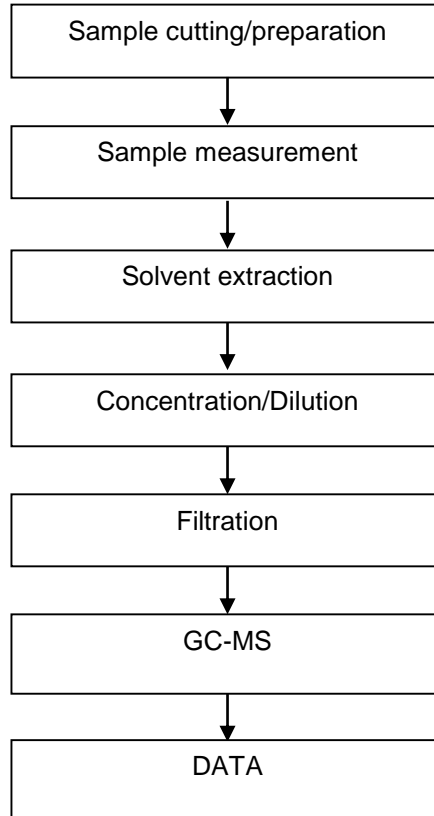 Sample cutting/preparation
Sample measurement
Solvent extraction
Concentration/Dilution
Filtration
GC-MS
DATA